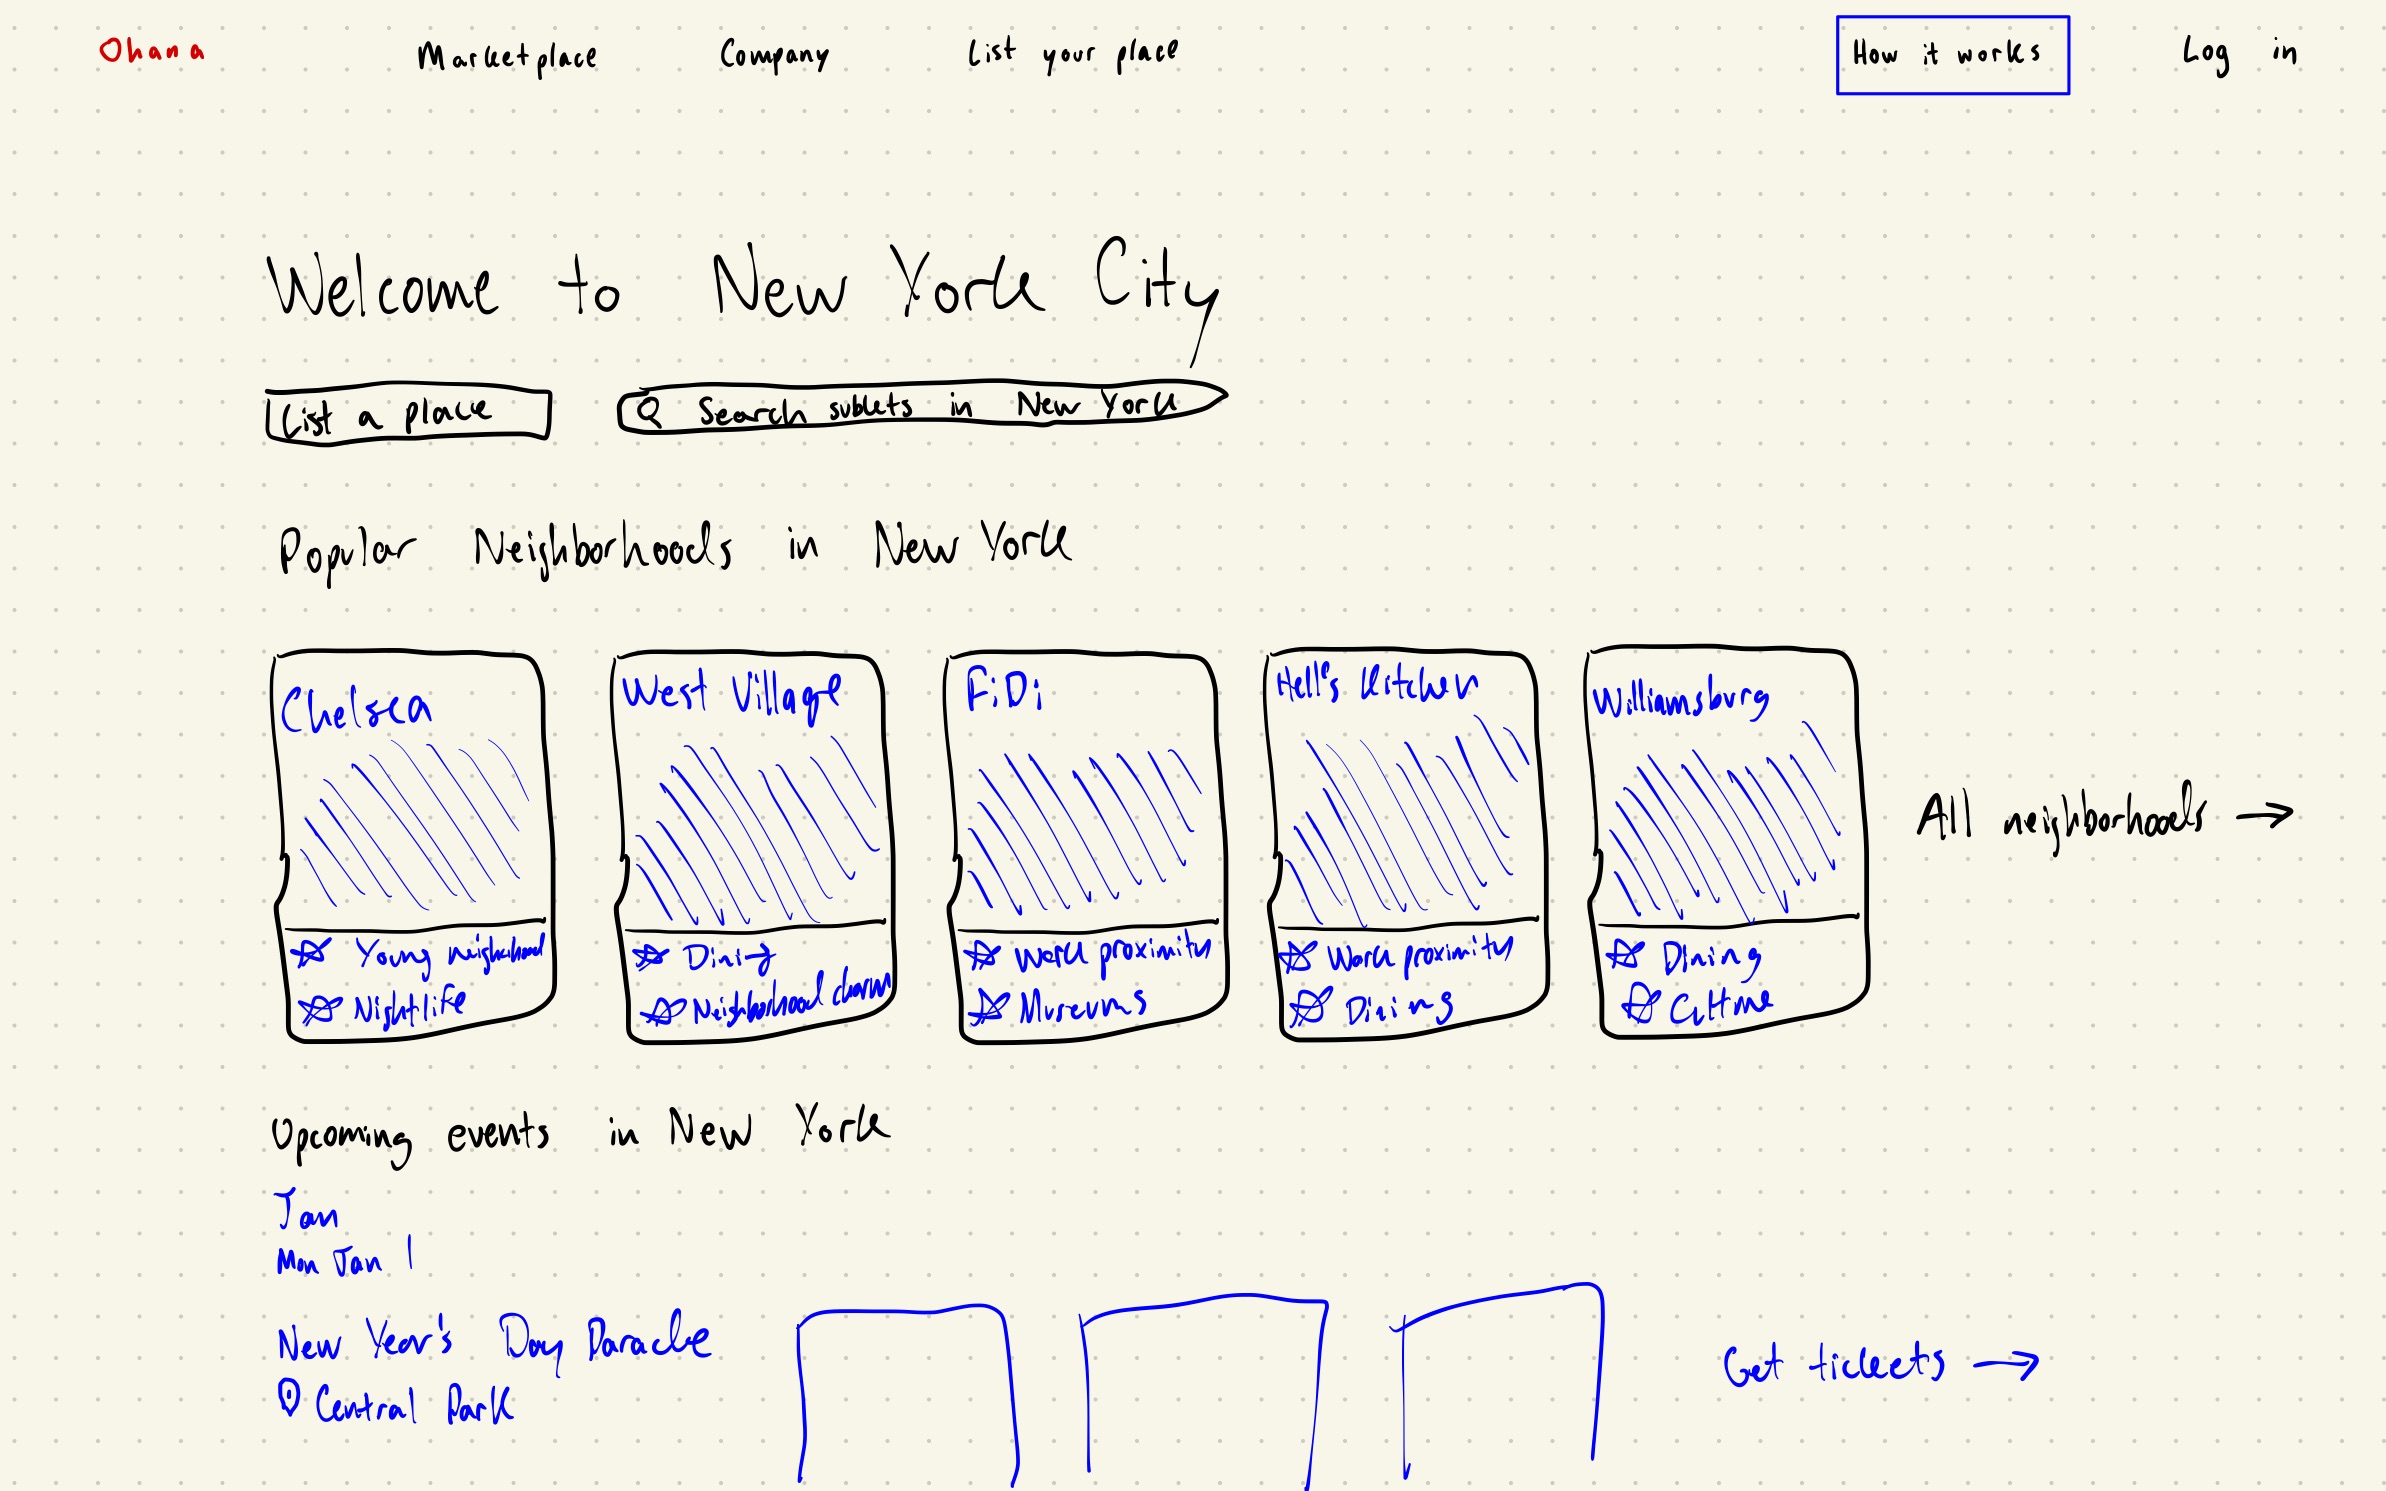 Ohana Marketplace Company List your place How it works Log in
Welcome to New York City
List a place Search sublets in New York
Popular Neighborhoods in New York
Chelsea
West Village
FiDi
Hell's Kitchen
Williamsburg
Young neighborhood
Nightlife
Dining
Neighborhood charm
Work proximity
Museums
Work proximity
Dining
Dining
Culture
All neighborhoods →
Upcoming events in New York
Jan
Mon Jan 1
New Year's Day Parade
Central Park
Get tickets →